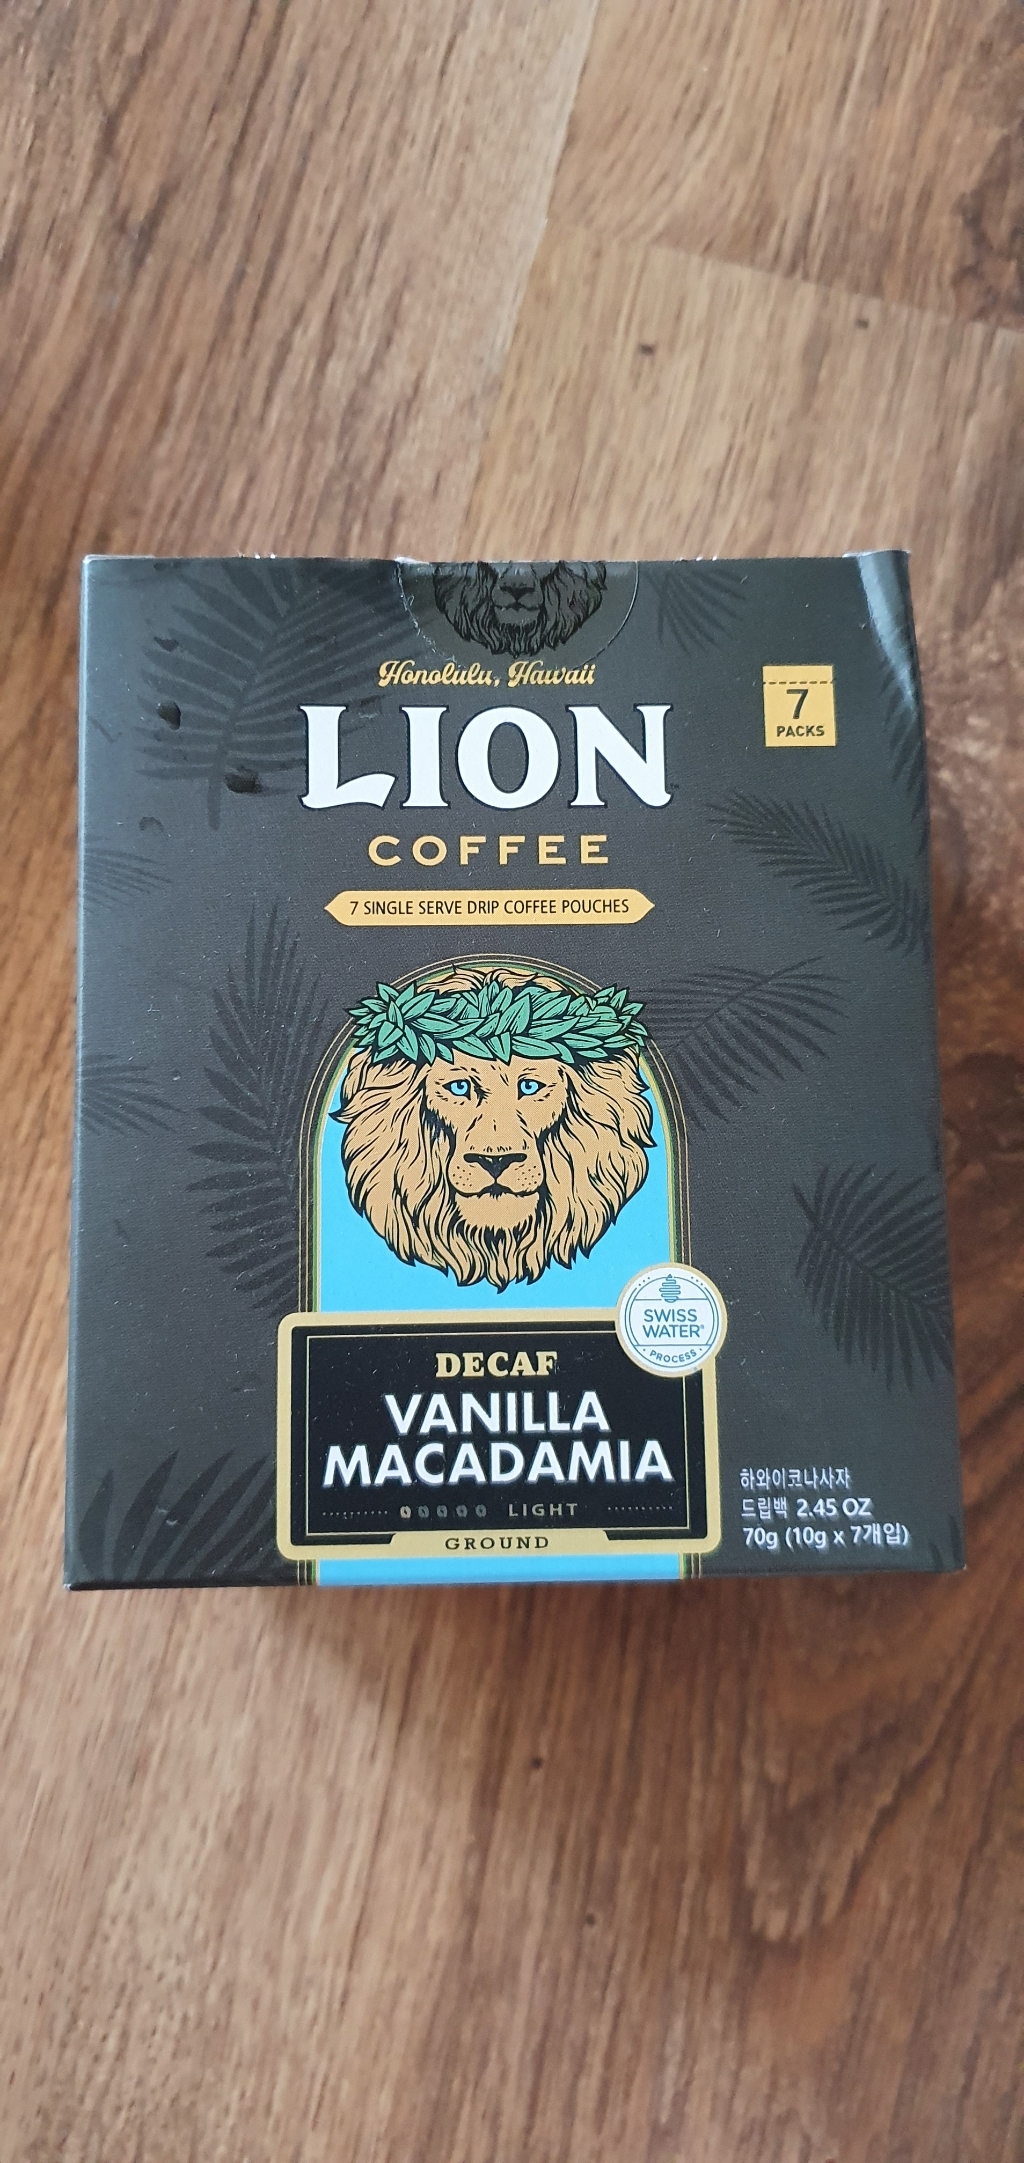 Honolulu, Hawaii
LION
COFFEE
7
PACKS
7 SINGLE SERVE DRIP COFFEE POUCHES
SWISS
WATER®
PROCESS
DECAF
VANILLA
MACADAMIA
LIGHT
GROUND
하와이코나사자
드립백 2.45 OZ
70g (10g x 7개입)